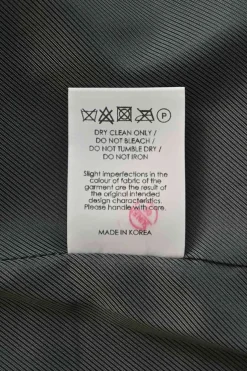 P
DRY CLEAN ONLY /
DO NOT BLEACH /
DO NOT TUMBLE DRY /
DO NOT IRON
Slight imperfections in the
colour of fabric of the
garment are the result of
the original intended
design characteristics.
Please handle with care.
MADE IN KOREA